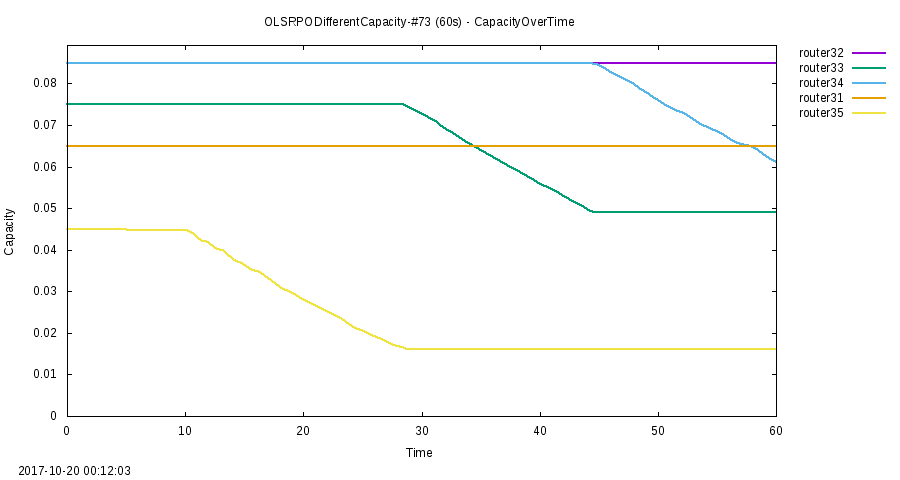 OLSRPODifferentCapacity-#73 (60s) - CapacityOverTime
router32
router33
router34
router31
router35
0.08
0.07
0.06
0.05
0.04
0.03
0.02
0.01
0
Capacity
0 10 20 30 40 50 60
Time
2017-10-20 00:12:03